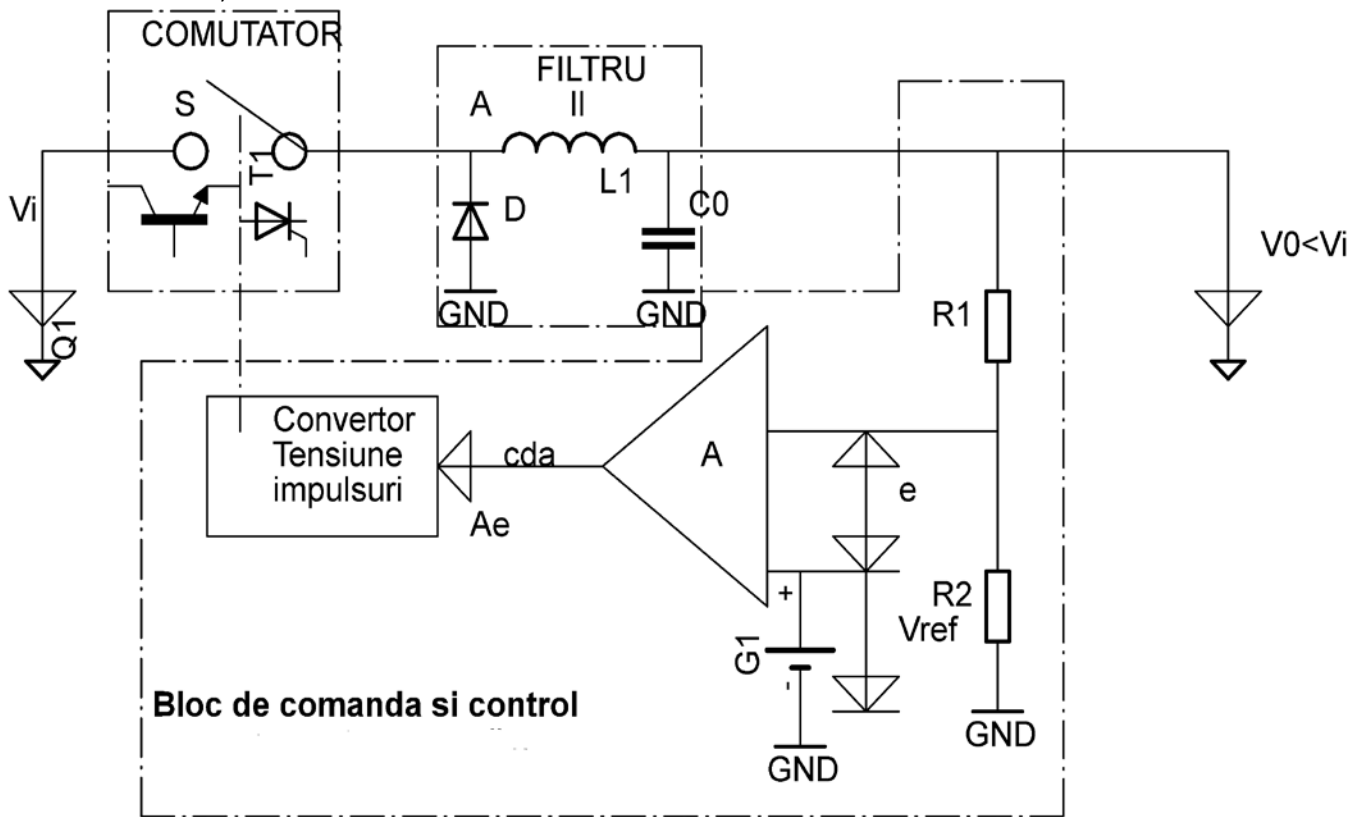 COMUTATOR
FILTRU
II
S
A
T1
L1
Vi
D
C0
V0<Vi
GND
GND
R1
Q1
Convertor
Tensiune
impulsuri
cda
A
e
Ae
+
R2
Vref
G1
-
Bloc de comanda si control
GND
GND